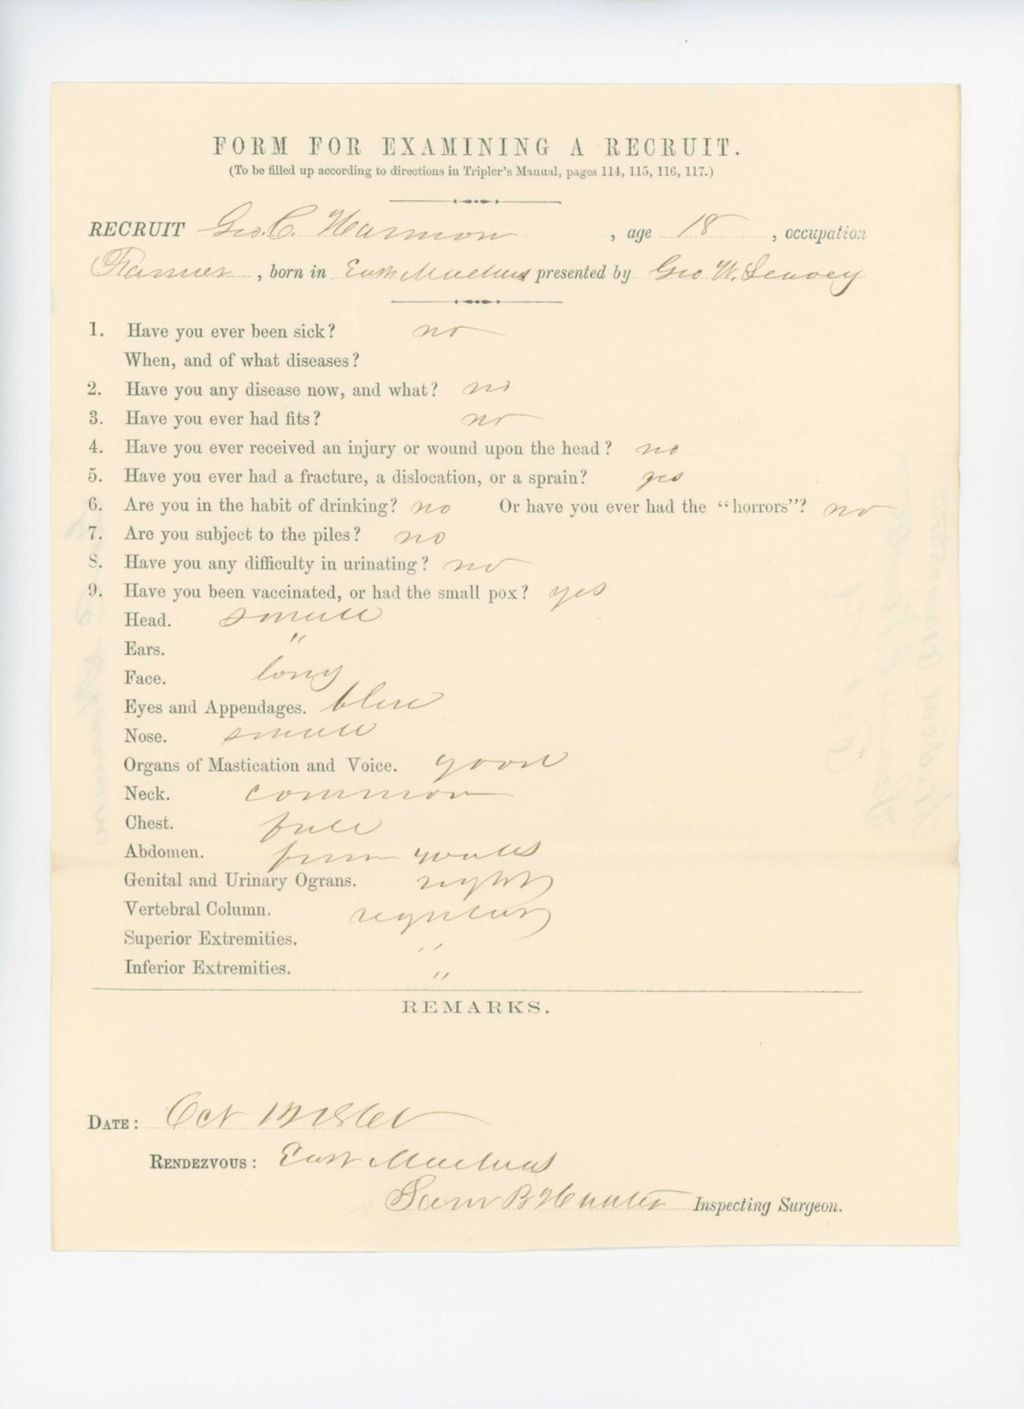 FORM FOR EXAMINING A RECRUIT.
(To be filled up according to directions in Tripler's Manual, pages 114, 115, 116, 117.)
RECRUIT Geo. C. Harmon, age 18, occupation
Farmer, born in East Machias presented by Geo W.
1. Have you ever been sick? no
When, and of what diseases?
2. Have you any disease now, and what? no
3. Have you ever had fits? no
4. Have you ever received an injury or wound upon the head? no
5. Have you ever had a fracture, a dislocation, or a sprain? yes
6. Are you in the habit of drinking? no Or have you ever had the "horrors"? no
7. Are you subject to the piles? no
8. Have you any difficulty in urinating? no
9. Have you been vaccinated, or had the small pox? yes
Head. small
Ears. "
Face. long
Eyes and Appendages. blue
Nose. small
Organs of Mastication and Voice. good
Neck. common
Chest. full
Abdomen. firm walls
Genital and Urinary Ograns. right
Vertebral Column. regular
Superior Extremities. "
Inferior Extremities. "
REMARKS.
DATE: Oct
RENDEZVOUS: East Machias
B Hunter Inspecting Surgeon.